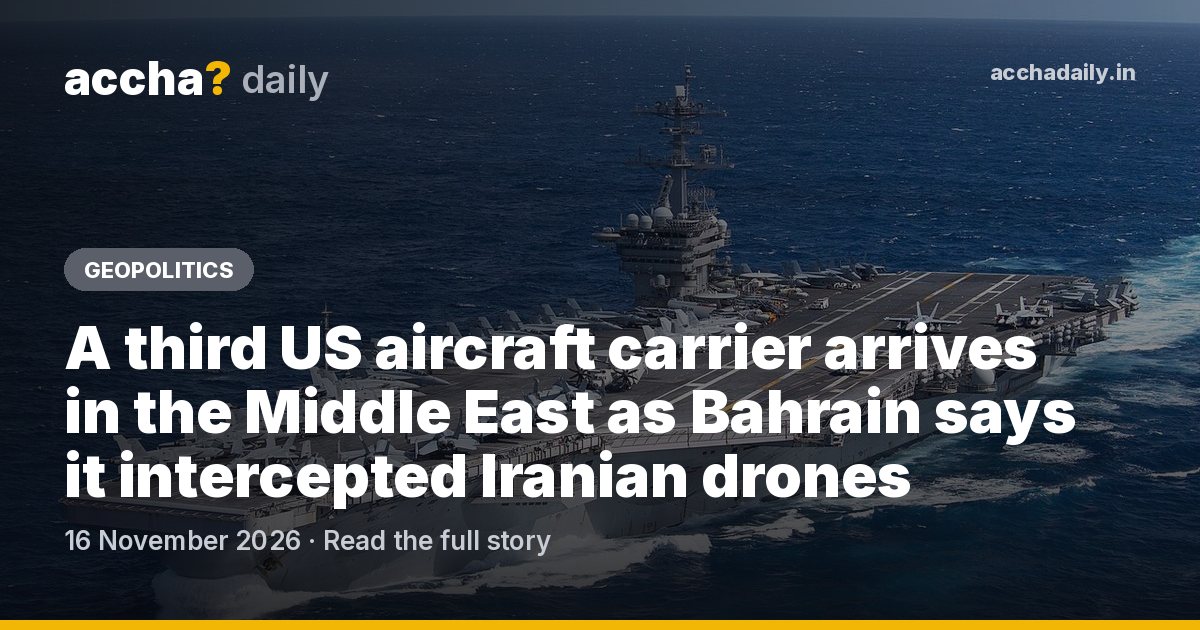 accha? daily
acchadaily.in
GEOPOLITICS
A third US aircraft carrier arrives
in the Middle East as Bahrain says
it intercepted Iranian drones
16 November 2026 · Read the full story